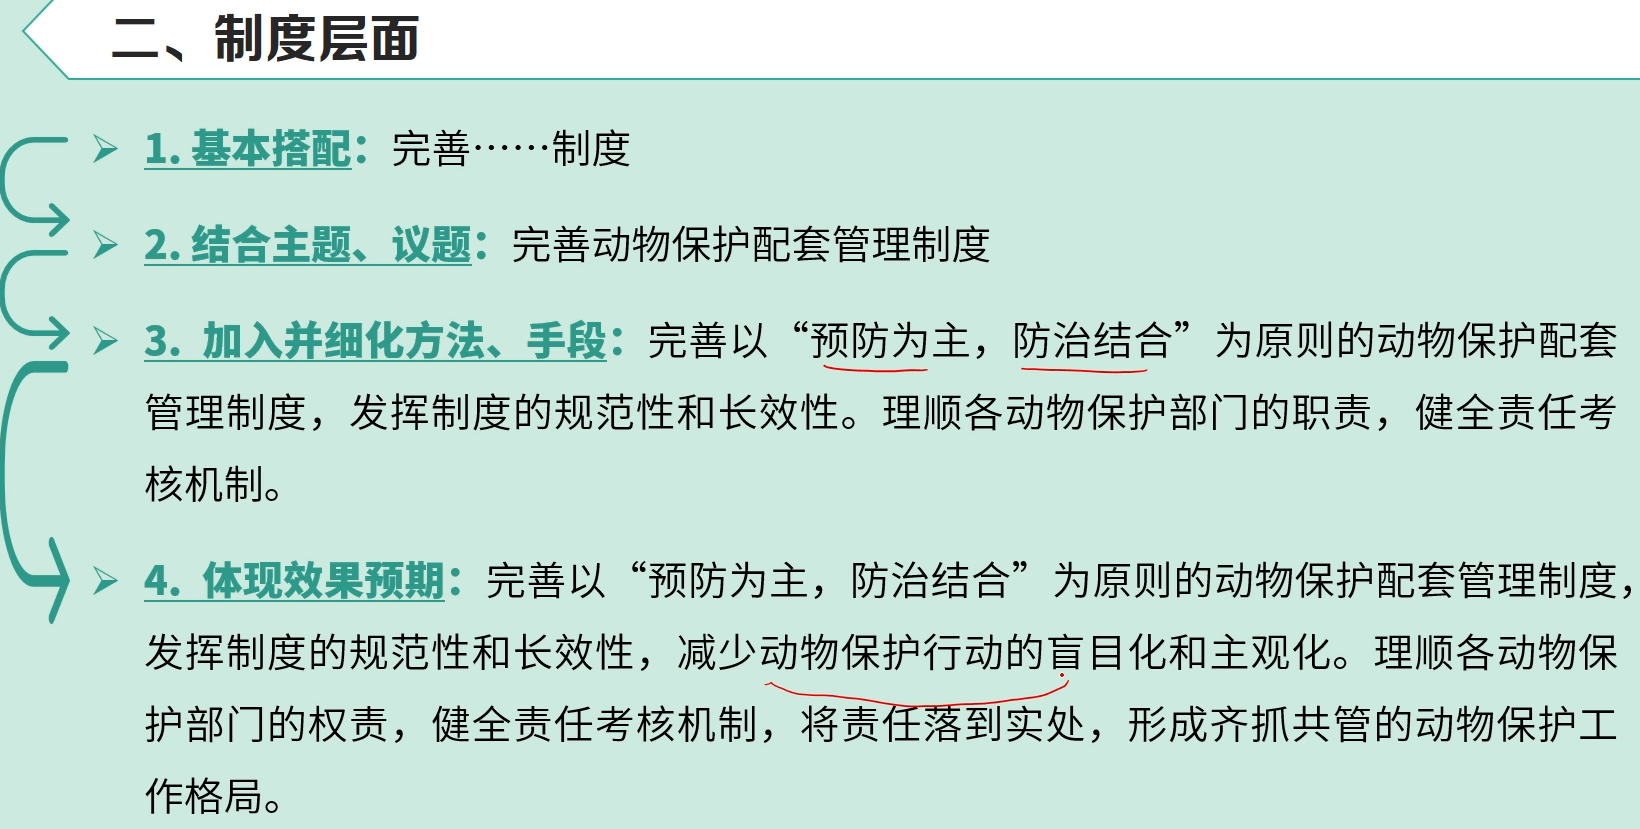 二、制度层面
1. 基本搭配：完善……制度
2. 结合主题、议题：完善动物保护配套管理制度
3. 加入并细化方法、手段：完善以“预防为主，防治结合”为原则的动物保护配套
管理制度，发挥制度的规范性和长效性。理顺各动物保护部门的职责，健全责任考
核机制。
4. 体现效果预期：完善以“预防为主，防治结合”为原则的动物保护配套管理制度，
发挥制度的规范性和长效性，减少动物保护行动的盲目化和主观化。理顺各动物保
护部门的权责，健全责任考核机制，将责任落到实处，形成齐抓共管的动物保护工
作格局。